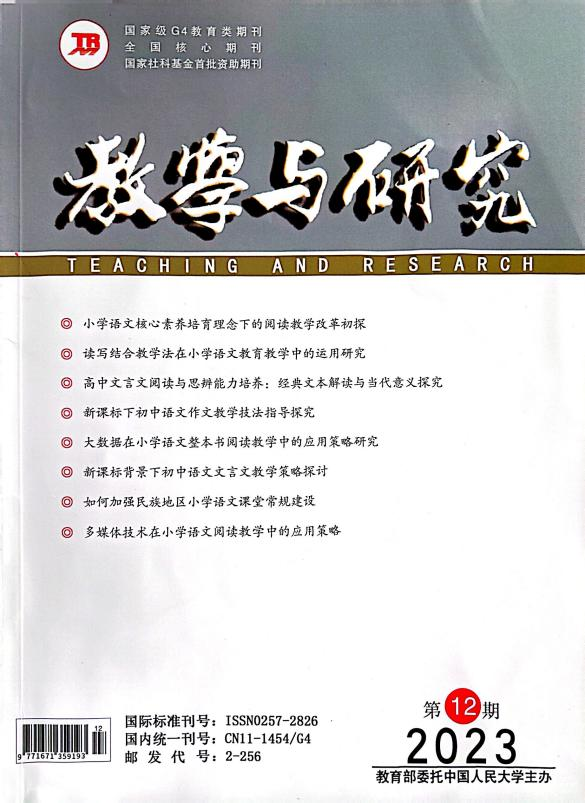 TR
国家级G4教育类期刊
全国核心期刊
国家社科基金首批资助期刊
教学与研究
TEACHING AND RESEARCH
小学语文核心素养培育理念下的阅读教学改革初探
读写结合教学法在小学语文教育教学中的运用研究
高中文言文阅读与思辨能力培养：经典文本解读与当代意义探究
新课标下初中语文作文教学技法指导探究
大数据在小学语文整本书阅读教学中的应用策略研究
新课标背景下初中语文文言文教学策略探讨
如何加强民族地区小学语文课堂常规建设
多媒体技术在小学语文阅读教学中的应用策略
12
9 771671 359193
国际标准刊号：ISSN0257-2826
国内统一刊号：CN11-1454/G4
邮发代号：2-256
第12期
2023
教育部委托中国人民大学主办